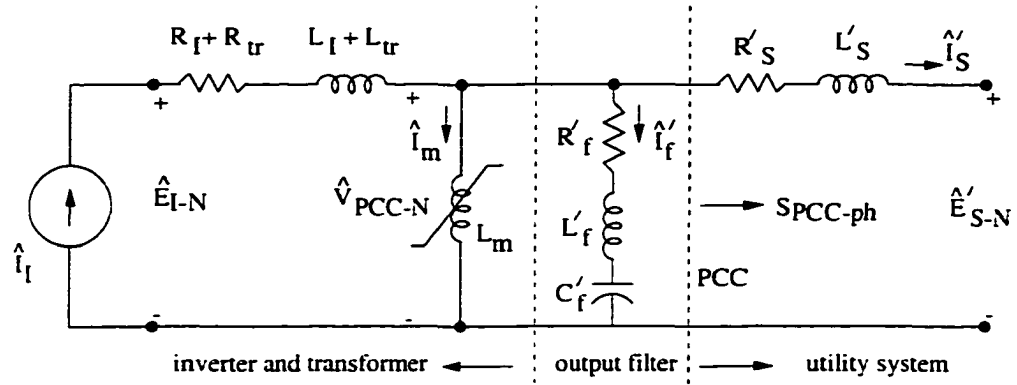 R_I + R_tr
L_I + L_tr
R'_S
L'_S
Î'_S
+
+
+
Î_m
R'_f
Î'_f
Ê_I-N
V̂_PCC-N
L_m
L'_f
S_PCC-ph
Ê'_S-N
Î_I
C'_f
PCC
-
-
-
inverter and transformer
output filter
utility system